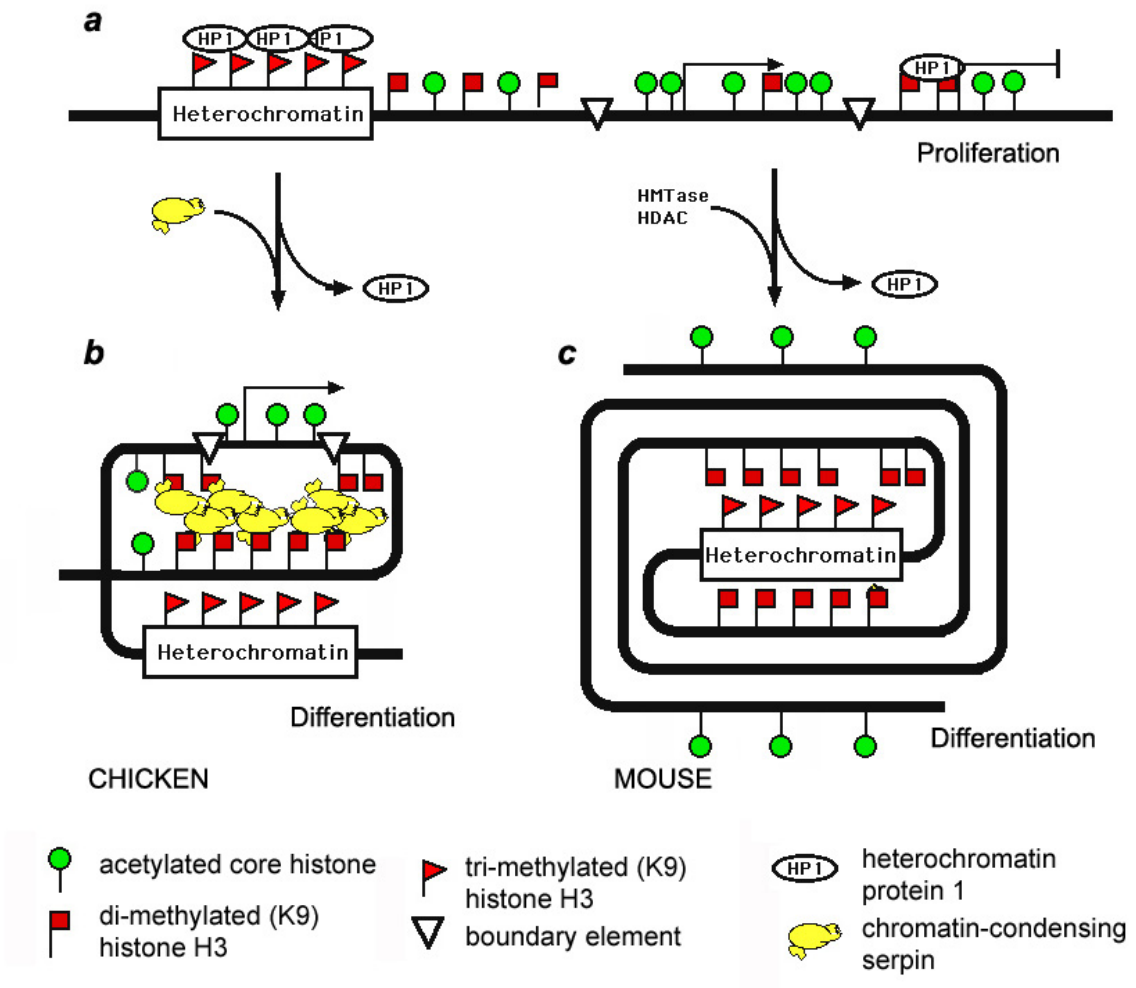 a
HP1 HP1 IP1
Heterochromatin
HP1
Proliferation
HP1
HMTase
HDAC
HP1
b
c
Heterochromatin
Heterochromatin
Differentiation
Differentiation
CHICKEN
MOUSE
acetylated core histone
di-methylated (K9)
histone H3
tri-methylated (K9)
histone H3
boundary element
HP1
heterochromatin
protein 1
chromatin-condensing
serpin